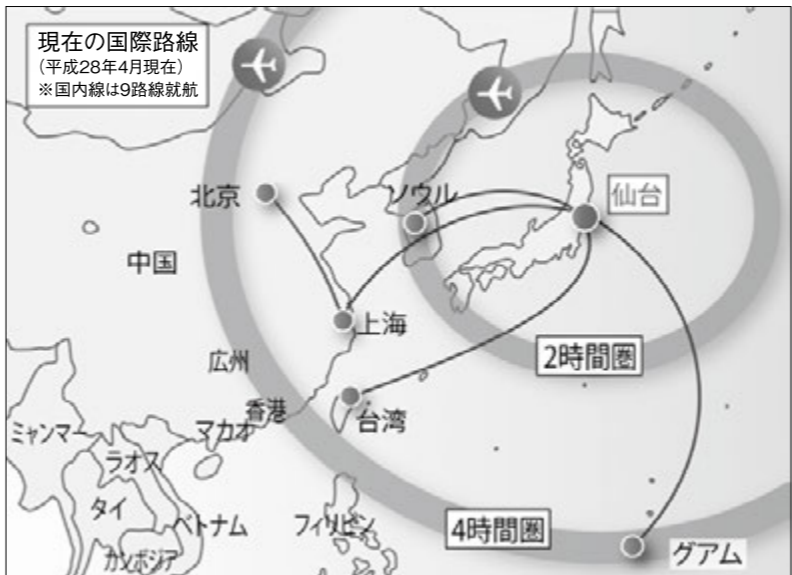 現在の国際路線
(平成28年4月現在)
※国内線は9路線就航
北京
ソウル
仙台
中国
上海
2時間圏
広州
香港
台湾
ミャンマー
マカオ
ラオス
タイ
ベトナム
フィリピン
4時間圏
グアム
カンボジア